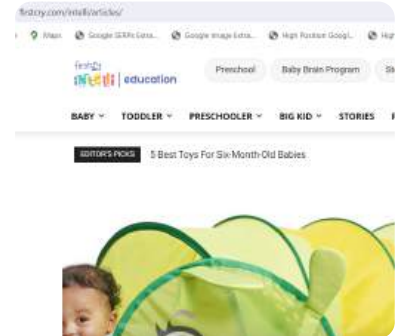 firstcry.com/intelli/articles/
Maps Google SERPs Extra... Google Image Extra... High Position Googl...
firstcry
intelli education Preschool Baby Brain Program
BABY TODDLER PRESCHOOLER BIG KID STORIES
EDITOR'S PICKS 5 Best Toys For Six-Month-Old Babies